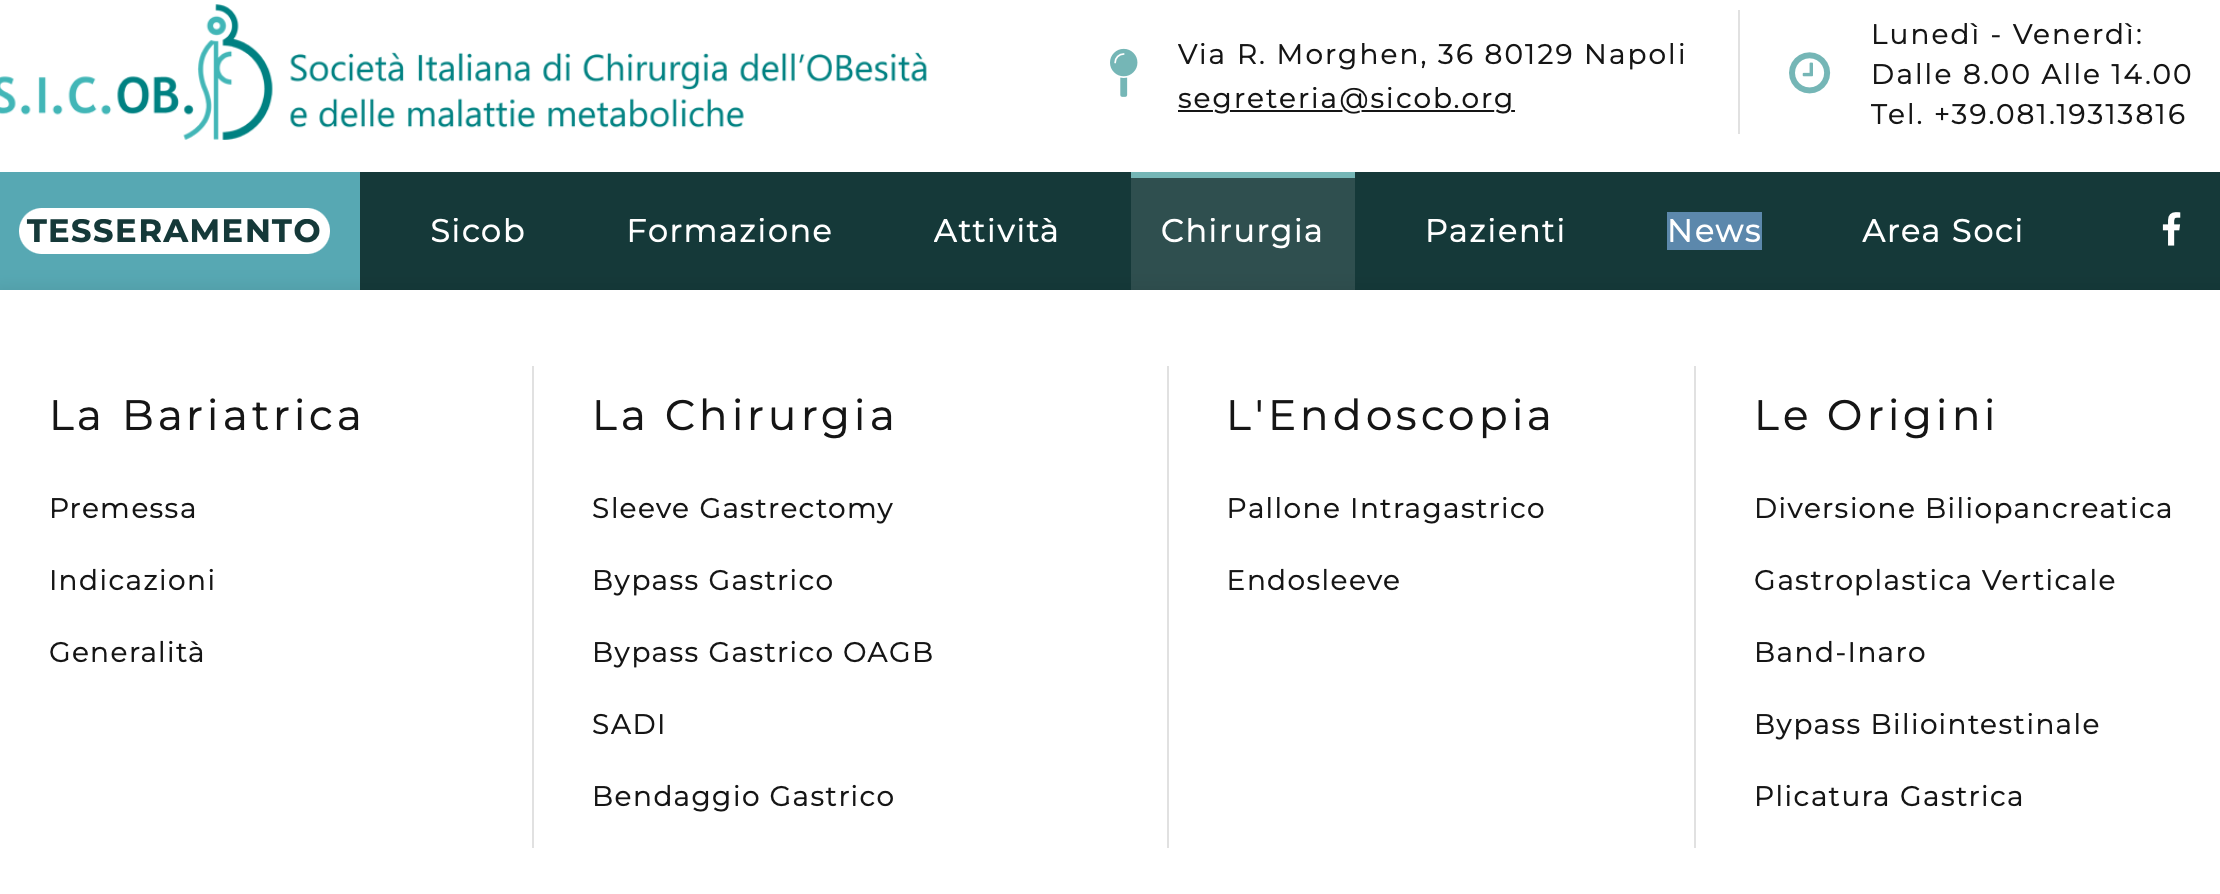 S.I.C.OB.
Società Italiana di Chirurgia dell'OBesità
e delle malattie metaboliche
Via R. Morghen, 36 80129 Napoli
segreteria@sicob.org
Lunedì - Venerdì:
Dalle 8.00 Alle 14.00
Tel. +39.081.19313816
TESSERAMENTO
Sicob
Formazione
Attività
Chirurgia
Pazienti
News
Area Soci
La Bariatrica
Premessa
Indicazioni
Generalità
La Chirurgia
Sleeve Gastrectomy
Bypass Gastrico
Bypass Gastrico OAGB
SADI
Bendaggio Gastrico
L'Endoscopia
Pallone Intragastrico
Endosleeve
Le Origini
Diversione Biliopancreatica
Gastroplastica Verticale
Band-Inaro
Bypass Biliointestinale
Plicatura Gastrica